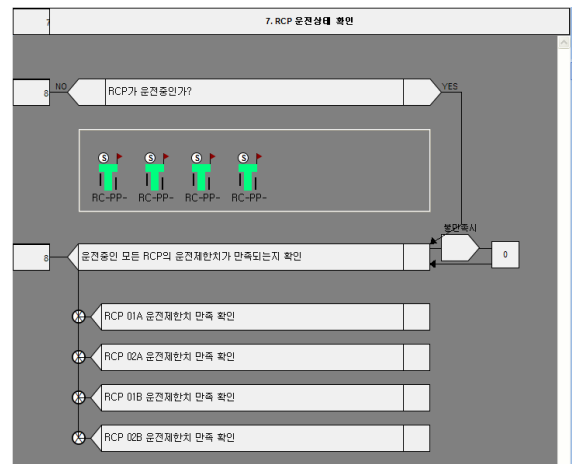 7
7. RCP 운전상태 확인
NO
YES
8
RCP가 운전중인가?
S S S S
RC-PP- RC-PP- RC-PP- RC-PP-
불만족시
8
운전중인 모든 RCP의 운전제한치가 만족되는지 확인
0
RCP 01A 운전제한치 만족 확인
RCP 02A 운전제한치 만족 확인
RCP 01B 운전제한치 만족 확인
RCP 02B 운전제한치 만족 확인